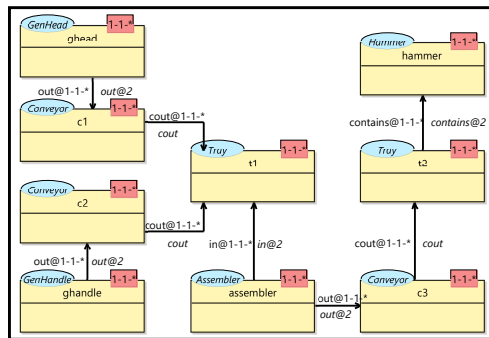 GenHead
1-1-*
ghead
out@1-1-*
out@2
Conveyor
1-1-*
c1
cout@1-1-*
cout
Conveyor
1-1-*
c2
cout@1-1-*
cout
out@1-1-*
out@2
GenHandle
1-1-*
ghandle
Tray
1-1-*
t1
in@1-1-*
in@2
Assembler
1-1-*
assembler
out@1-1-*
out@2
Hammer
1-1-*
hammer
contains@1-1-*
contains@2
Tray
1-1-*
t2
cout@1-1-*
cout
Conveyor
1-1-*
c3